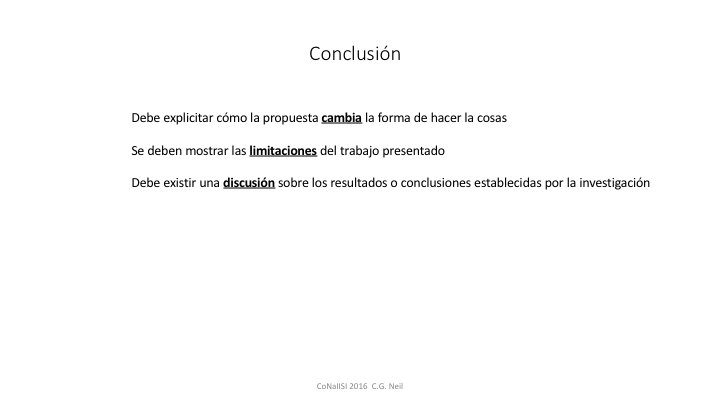 Conclusión
Debe explicitar cómo la propuesta cambia la forma de hacer la cosas
Se deben mostrar las limitaciones del trabajo presentado
Debe existir una discusión sobre los resultados o conclusiones establecidas por la investigación
CoNaIISI 2016 C.G. Neil